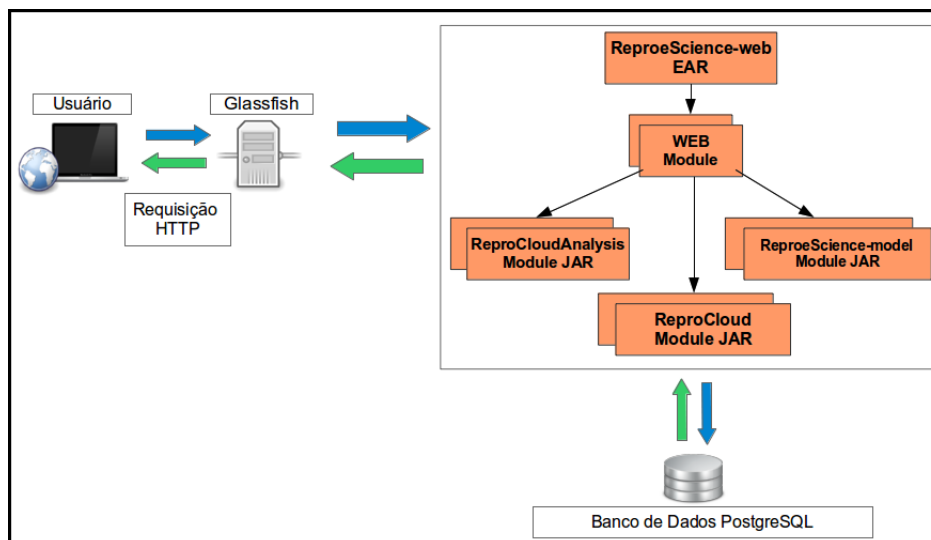 ReproeScience-web
EAR
Usuário
Glassfish
WEB
Module
Requisição
HTTP
ReproCloudAnalysis
Module JAR
ReproeScience-model
Module JAR
ReproCloud
Module JAR
Banco de Dados PostgreSQL